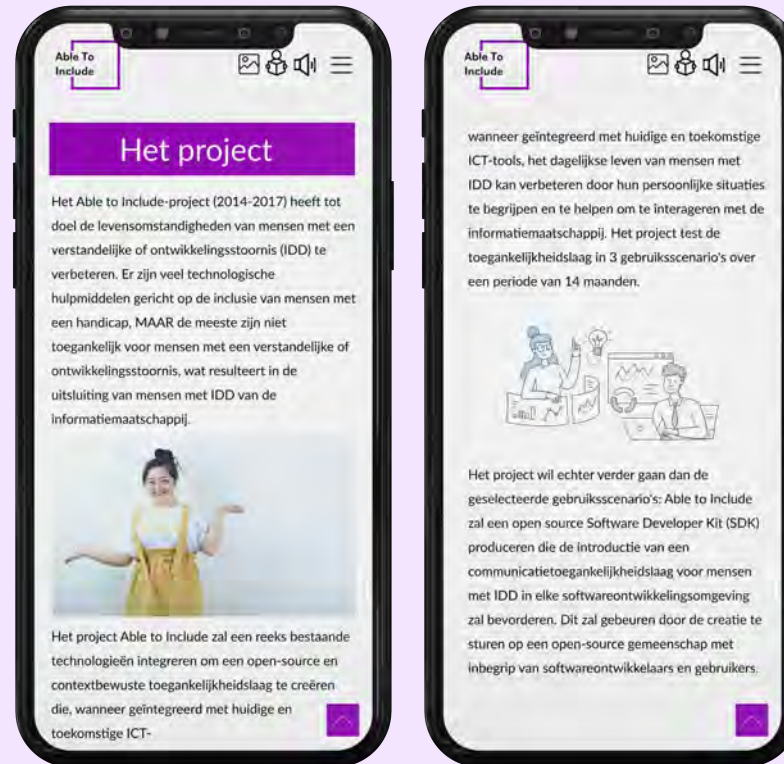 Able To
Include
Het project
Het Able to Include-project (2014-2017) heeft tot
doel de levensomstandigheden van mensen met een
verstandelijke of ontwikkelingsstoornis (IDD) te
verbeteren. Er zijn veel technologische
hulpmiddelen gericht op de inclusie van mensen met
een handicap, MAAR de meeste zijn niet
toegankelijk voor mensen met een verstandelijke of
ontwikkelingsstoornis, wat resulteert in de
uitsluiting van mensen met IDD van de
informatiemaatschappij.
Het project Able to Include zal een reeks bestaande
technologieën integreren om een open-source en
contextbewuste toegankelijkheidslaag te creëren
die, wanneer geïntegreerd met huidige en
toekomstige ICT-
Able To
Include
wanneer geïntegreerd met huidige en toekomstige
ICT-tools, het dagelijkse leven van mensen met
IDD kan verbeteren door hun persoonlijke situaties
te begrijpen en te helpen om te interageren met de
informatiemaatschappij. Het project test de
toegankelijkheidslaag in 3 gebruiksscenario's over
een periode van 14 maanden.
Het project wil echter verder gaan dan de
geselecteerde gebruiksscenario's: Able to Include
zal een open source Software Developer Kit (SDK)
produceren die de introductie van een
communicatietoegankelijkheidslaag voor mensen
met IDD in elke softwareontwikkelingsomgeving
zal bevorderen. Dit zal gebeuren door de creatie te
sturen op een open-source gemeenschap met
inbegrip van softwareontwikkelaars en gebruikers.